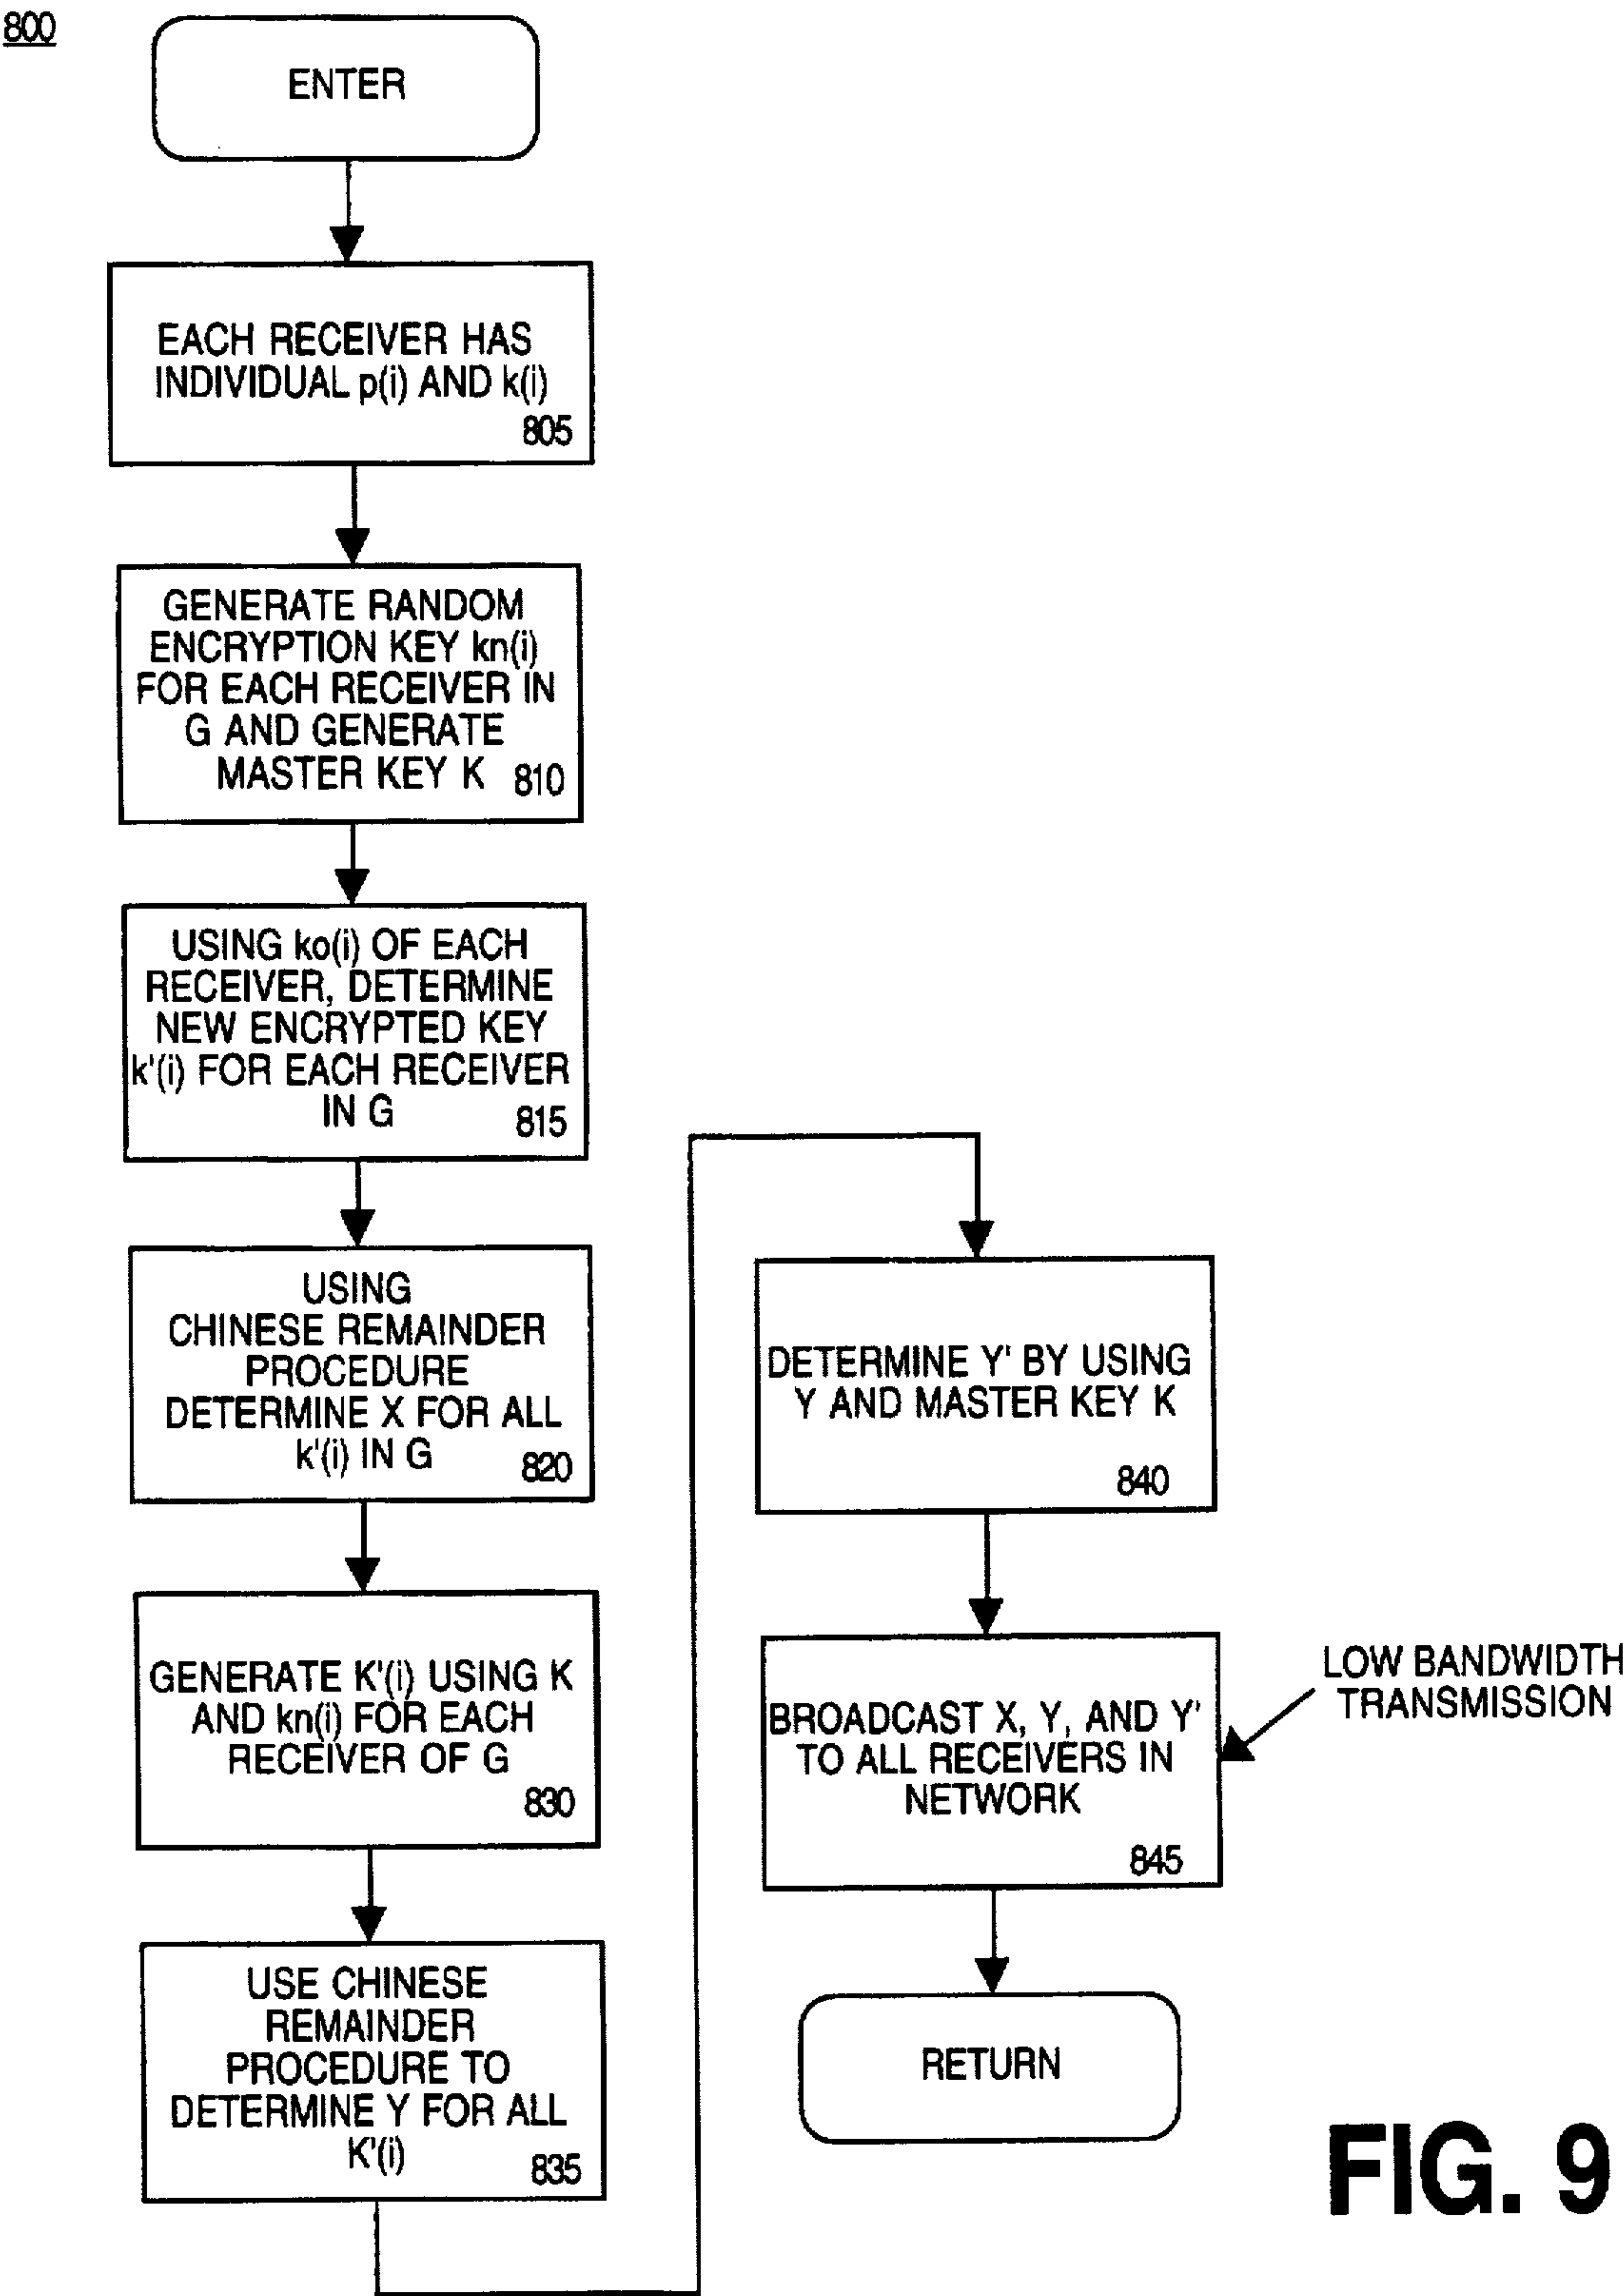 800
ENTER
EACH RECEIVER HAS
INDIVIDUAL p(i) AND k(i)
805
GENERATE RANDOM
ENCRYPTION KEY kn(i)
FOR EACH RECEIVER IN
G AND GENERATE
MASTER KEY K 810
USING ko(i) OF EACH
RECEIVER, DETERMINE
NEW ENCRYPTED KEY
k'(i) FOR EACH RECEIVER
IN G 815
USING
CHINESE REMAINDER
PROCEDURE
DETERMINE X FOR ALL
k'(i) IN G 820
GENERATE K'(i) USING K
AND kn(i) FOR EACH
RECEIVER OF G
830
USE CHINESE
REMAINDER
PROCEDURE TO
DETERMINE Y FOR ALL
K'(i) 835
DETERMINE Y' BY USING
Y AND MASTER KEY K
840
BROADCAST X, Y, AND Y'
TO ALL RECEIVERS IN
NETWORK
845
LOW BANDWIDTH
TRANSMISSION
RETURN
FIG. 9